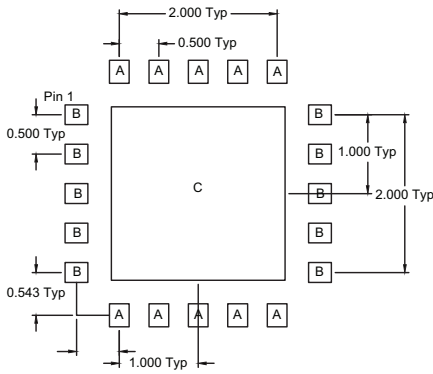 2.000 Typ
0.500 Typ
A A A A A
Pin 1
B B
0.500 Typ
B B
1.000 Typ
B C B
2.000 Typ
B B
B B
0.543 Typ
A A A A A
1.000 Typ